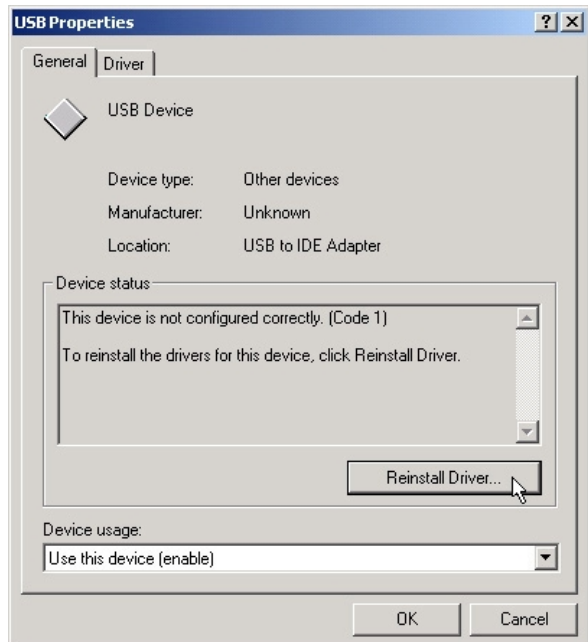 USB Properties
General Driver
USB Device
Device type: Other devices
Manufacturer: Unknown
Location: USB to IDE Adapter
Device status
This device is not configured correctly. (Code 1)
To reinstall the drivers for this device, click Reinstall Driver.
Reinstall Driver...
Device usage:
Use this device (enable)
OK Cancel